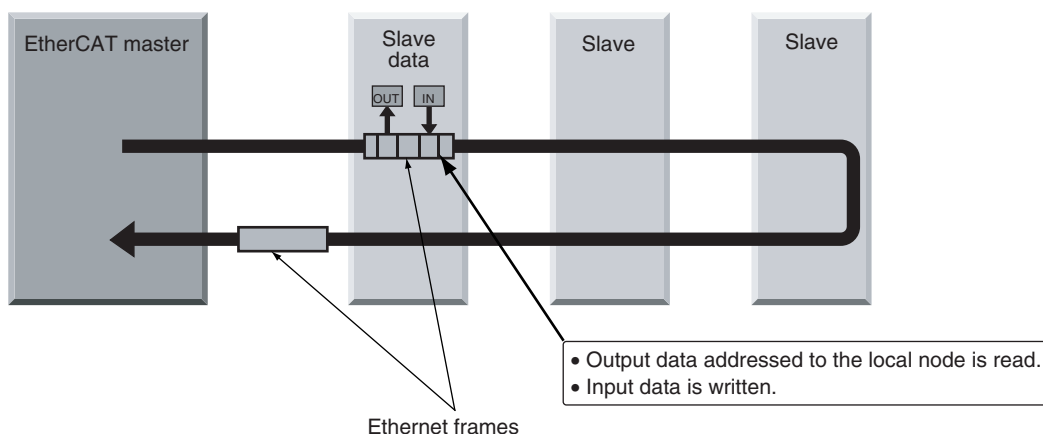 EtherCAT master
Slave
data
Slave
Slave
OUT
IN
• Output data addressed to the local node is read.
• Input data is written.
Ethernet frames